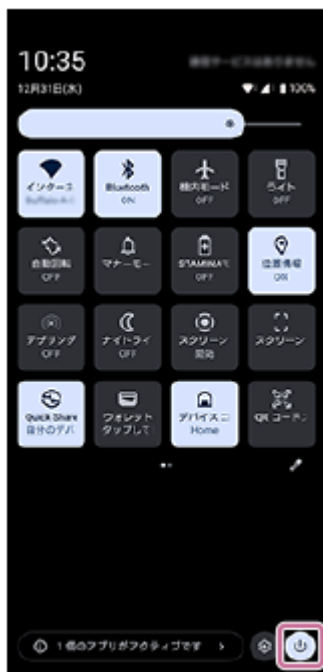 10:35
12月31日(火)
100%
インターネ
Bluetooth
ON
機内モード
OFF
ライト
OFF
自動回転
OFF
マナーモー
STAMINAモ
OFF
位置情報
ON
テザリング
OFF
ナイトライ
OFF
スクリーン
開始
スクリーン
Quick Share
自分のデバ
ウォレット
タップして
デバイスコ
Home
QR コードス
1 個のアプリがアクティブです